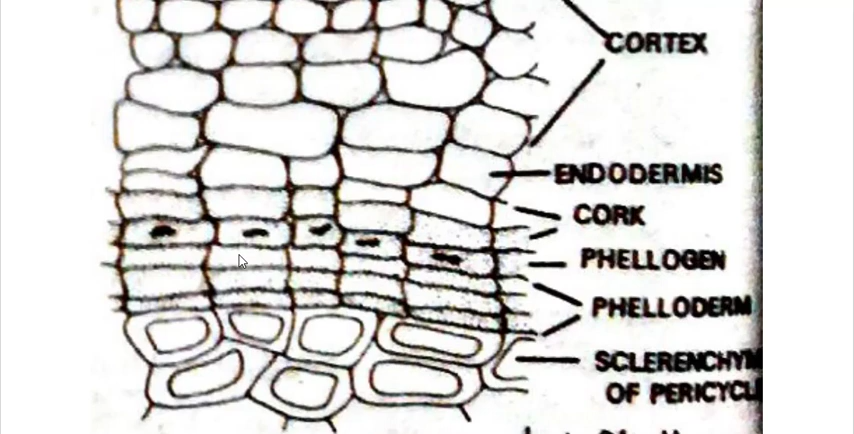 CORTEX
ENDODERMIS
CORK
PHELLOGEN
PHELLODERM
SCLERENCHYM
OF PERICYCL